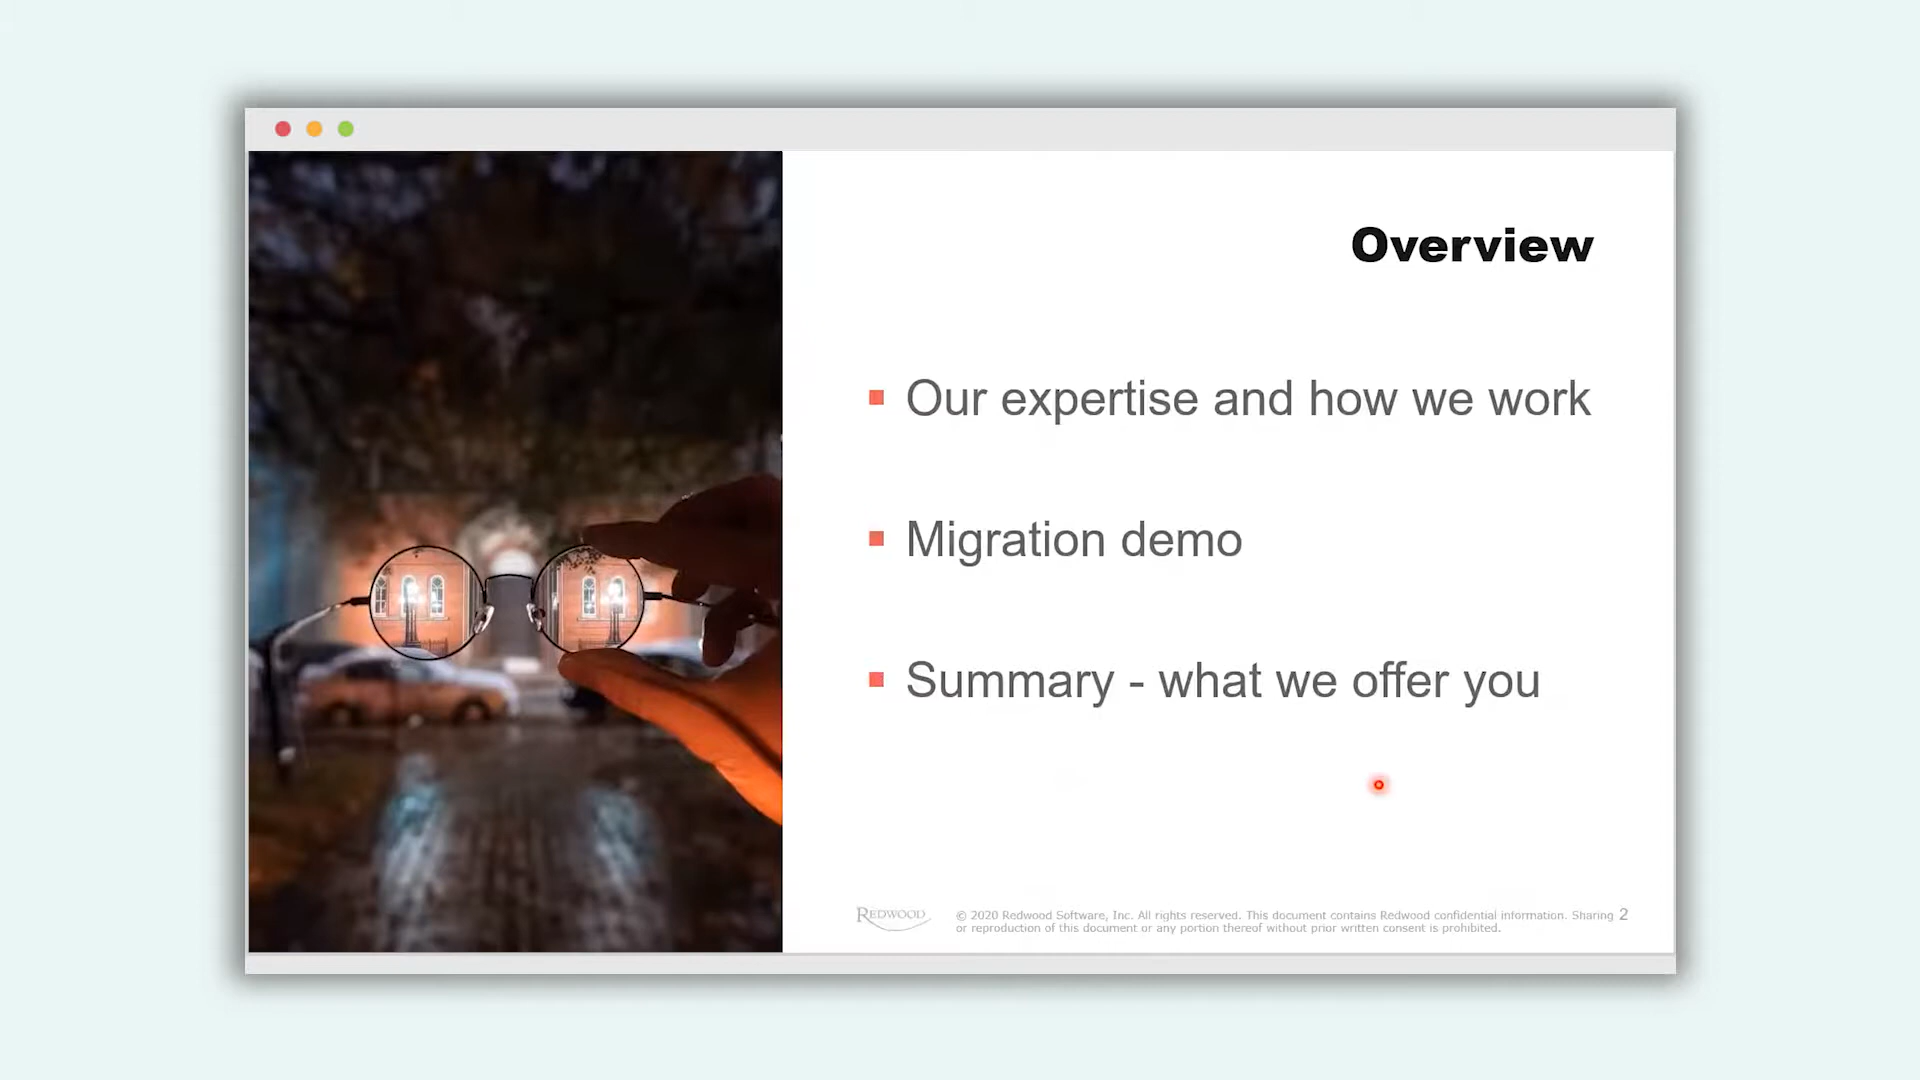 Overview
Our expertise and how we work
Migration demo
Summary - what we offer you
REDWOOD
© 2020 Redwood Software, Inc. All rights reserved. This document contains Redwood confidential information. Sharing 2
or reproduction of this document or any portion thereof without prior written consent is prohibited.